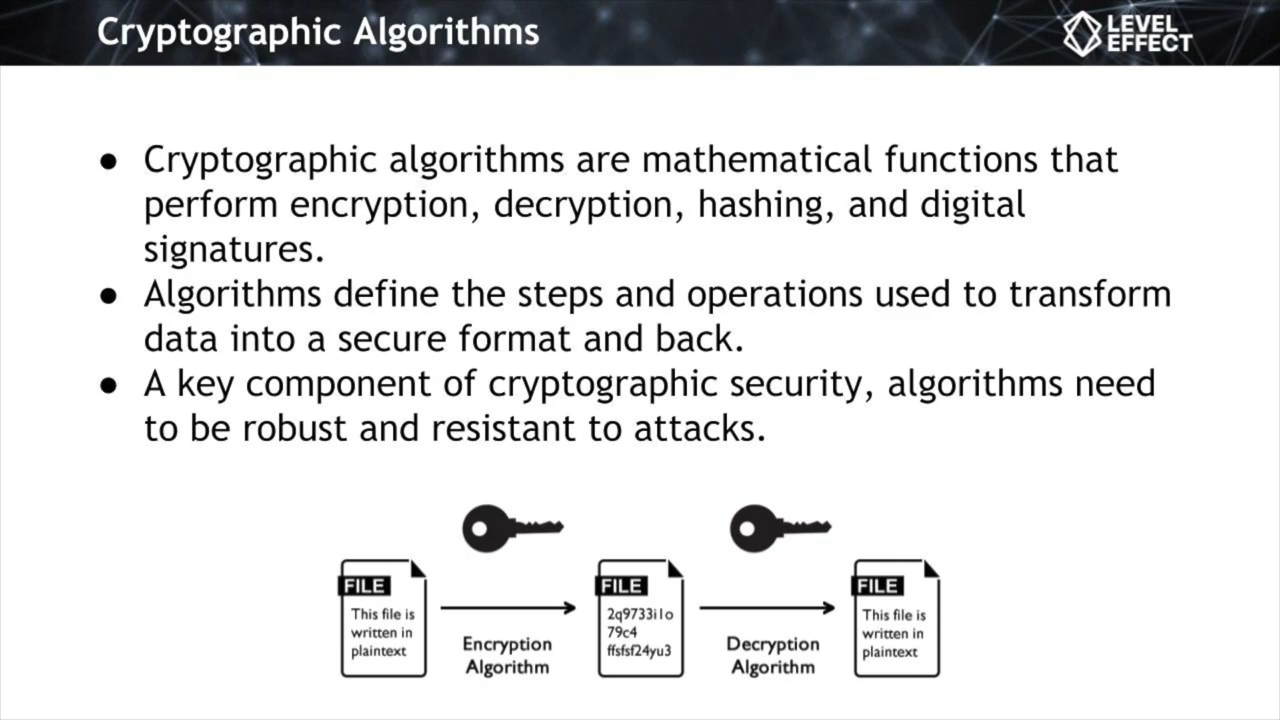 Cryptographic Algorithms
LEVEL
EFFECT
● Cryptographic algorithms are mathematical functions that
perform encryption, decryption, hashing, and digital
signatures.
● Algorithms define the steps and operations used to transform
data into a secure format and back.
● A key component of cryptographic security, algorithms need
to be robust and resistant to attacks.
FILE
This file is
written in
plaintext
Encryption
Algorithm
FILE
2q9733i1o
79c4
ffsfsf24yu3
Decryption
Algorithm
FILE
This file is
written in
plaintext